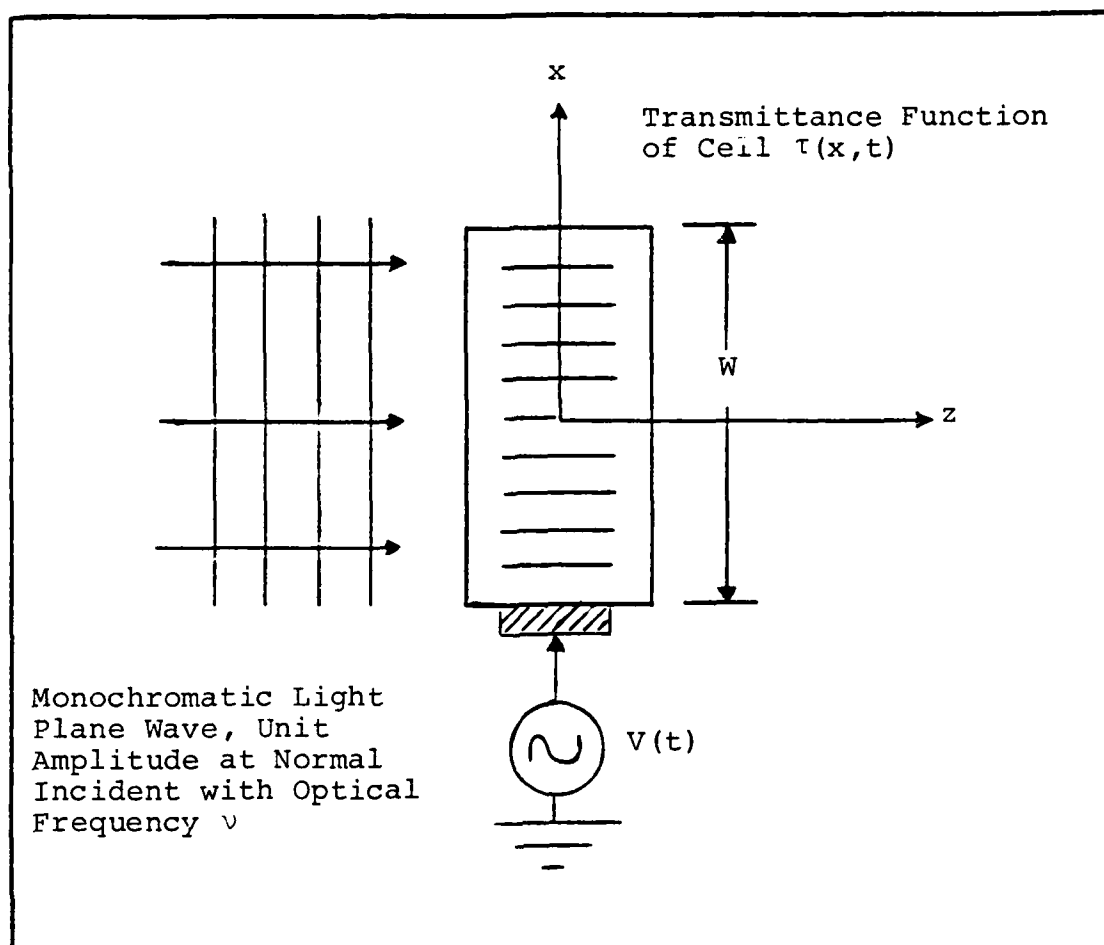 x
Transmittance Function
of Cell τ(x,t)
W
z
V(t)
Monochromatic Light
Plane Wave, Unit
Amplitude at Normal
Incident with Optical
Frequency ν